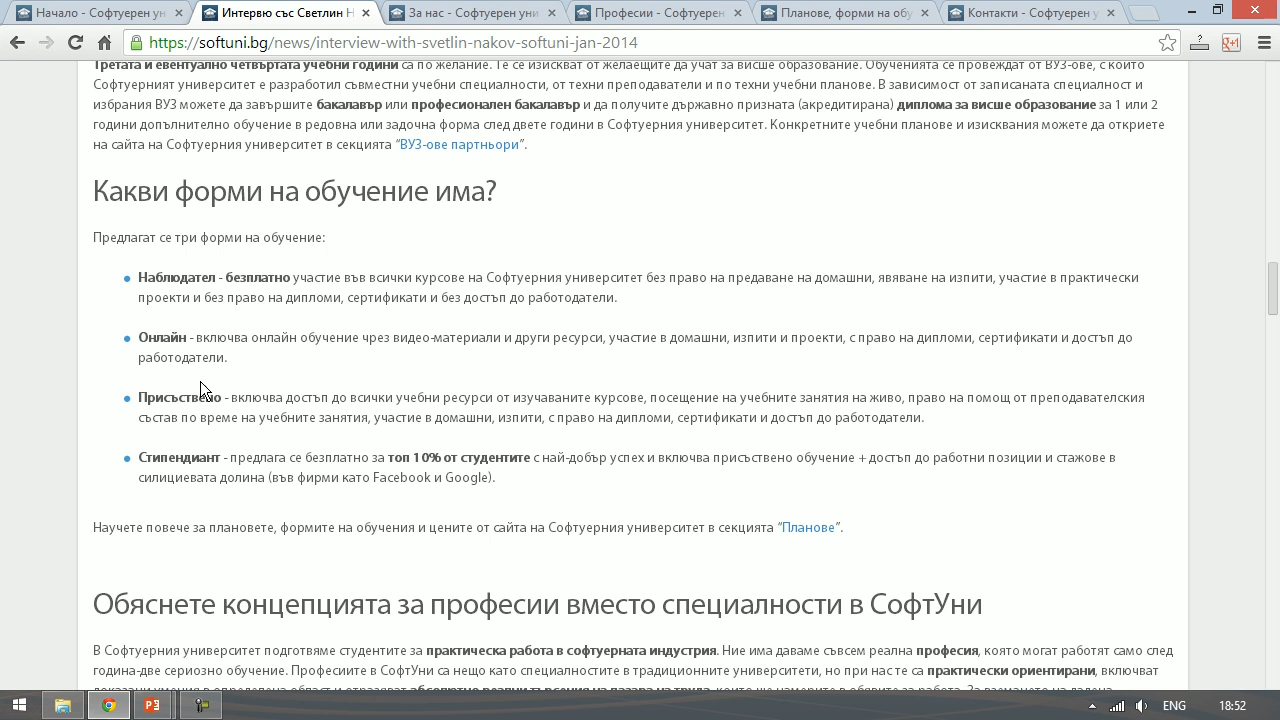 Начало - Софтуерен ун
Интервю със Светлин Н
За нас - Софтуерен уни
Професии - Софтуерен
Планове, форми на обу
Контакти - Софтуерен у
https://softuni.bg/news/interview-with-svetlin-nakov-softuni-jan-2014
Третата и евентуално четвъртата учебни години са по желание. Те се изискват от желаещите да учат за висше образование. Обученията се провеждат от ВУЗ-ове, с които
Софтуерният университет е разработил съвместни учебни специалности, от техни преподаватели и по техни учебни планове. В зависимост от записаната специалност и
избрания ВУЗ можете да завършите бакалавър или професионален бакалавър и да получите държавно призната (акредитирана) диплома за висше образование за 1 или 2
години допълнително обучение в редовна или задочна форма след двете години в Софтуерния университет. Конкретните учебни планове и изисквания можете да откриете
на сайта на Софтуерния университет в секцията “ВУЗ-ове партньори”.
Какви форми на обучение има?
Предлагат се три форми на обучение:
Наблюдател - безплатно участие във всички курсове на Софтуерния университет без право на предаване на домашни, явяване на изпити, участие в практически
проекти и без право на дипломи, сертификати и без достъп до работодатели.
Онлайн - включва онлайн обучение чрез видео-материали и други ресурси, участие в домашни, изпити и проекти, с право на дипломи, сертификати и достъп до
работодатели.
Присъствено - включва достъп до всички учебни ресурси от изучаваните курсове, посещение на учебните занятия на живо, право на помощ от преподавателския
състав по време на учебните занятия, участие в домашни, изпити, с право на дипломи, сертификати и достъп до работодатели.
Стипендиант - предлага се безплатно за топ 10% от студентите с най-добър успех и включва присъствено обучение + достъп до работни позиции и стажове в
силициевата долина (във фирми като Facebook и Google).
Научете повече за плановете, формите на обучения и цените от сайта на Софтуерния университет в секцията “Планове”.
Обяснете концепцията за професии вместо специалности в СофтУни
В Софтуерния университет подготвяме студентите за практическа работа в софтуерната индустрия. Ние има даваме съвсем реална професия, която могат работят само след
година-две сериозно обучение. Професиите в СофтУни са нещо като специалностите в традиционните университети, но при нас те са практически ориентирани, включват
ENG
18:52